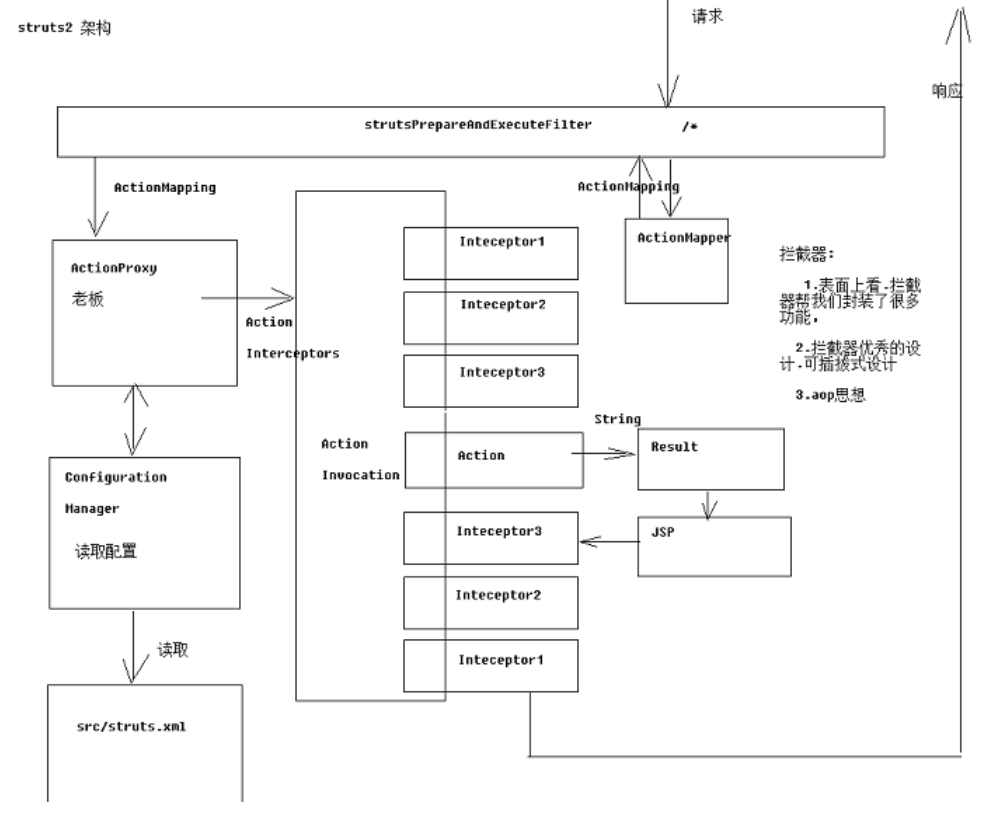 struts2 架构
请求
响应
strutsPrepareAndExecuteFilter /*
ActionMapping
ActionMapping
ActionProxy
老板
Action
Interceptors
Inteceptor1
Inteceptor2
Inteceptor3
ActionMapper
拦截器:
1.表面上看.拦截
器帮我们封装了很多
功能.
2.拦截器优秀的设
计.可插拔式设计
3.aop思想
Action
Invocation
Action
String
Result
JSP
Inteceptor3
Inteceptor2
Inteceptor1
Configuration
Manager
读取配置
读取
src/struts.xml